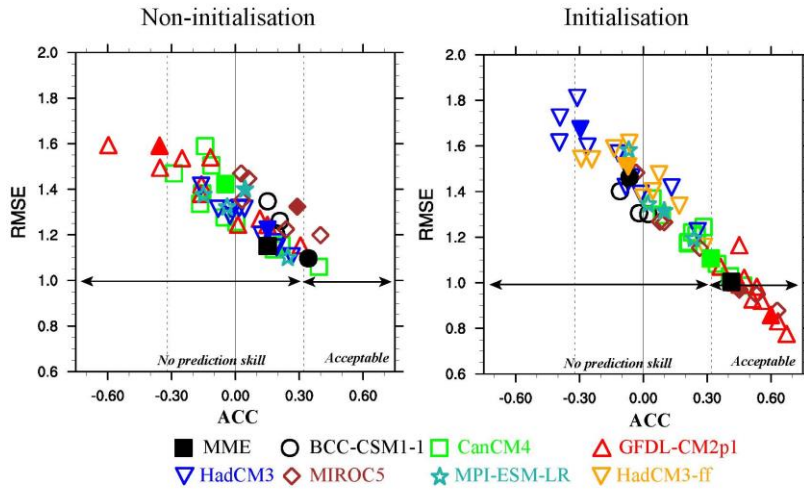 Non-initialisation Initialisation
2.0 2.0
1.8 1.8
1.6 1.6
1.4 1.4
RMSE RMSE
1.2 1.2
1.0 1.0
0.8 0.8
No prediction skill Acceptable No prediction skill Acceptable
0.6 0.6
-0.60 -0.30 0.00 0.30 0.60 -0.60 -0.30 0.00 0.30 0.60
ACC ACC
MME BCC-CSM1-1 CanCM4 GFDL-CM2p1
HadCM3 MIROC5 MPI-ESM-LR HadCM3-ff